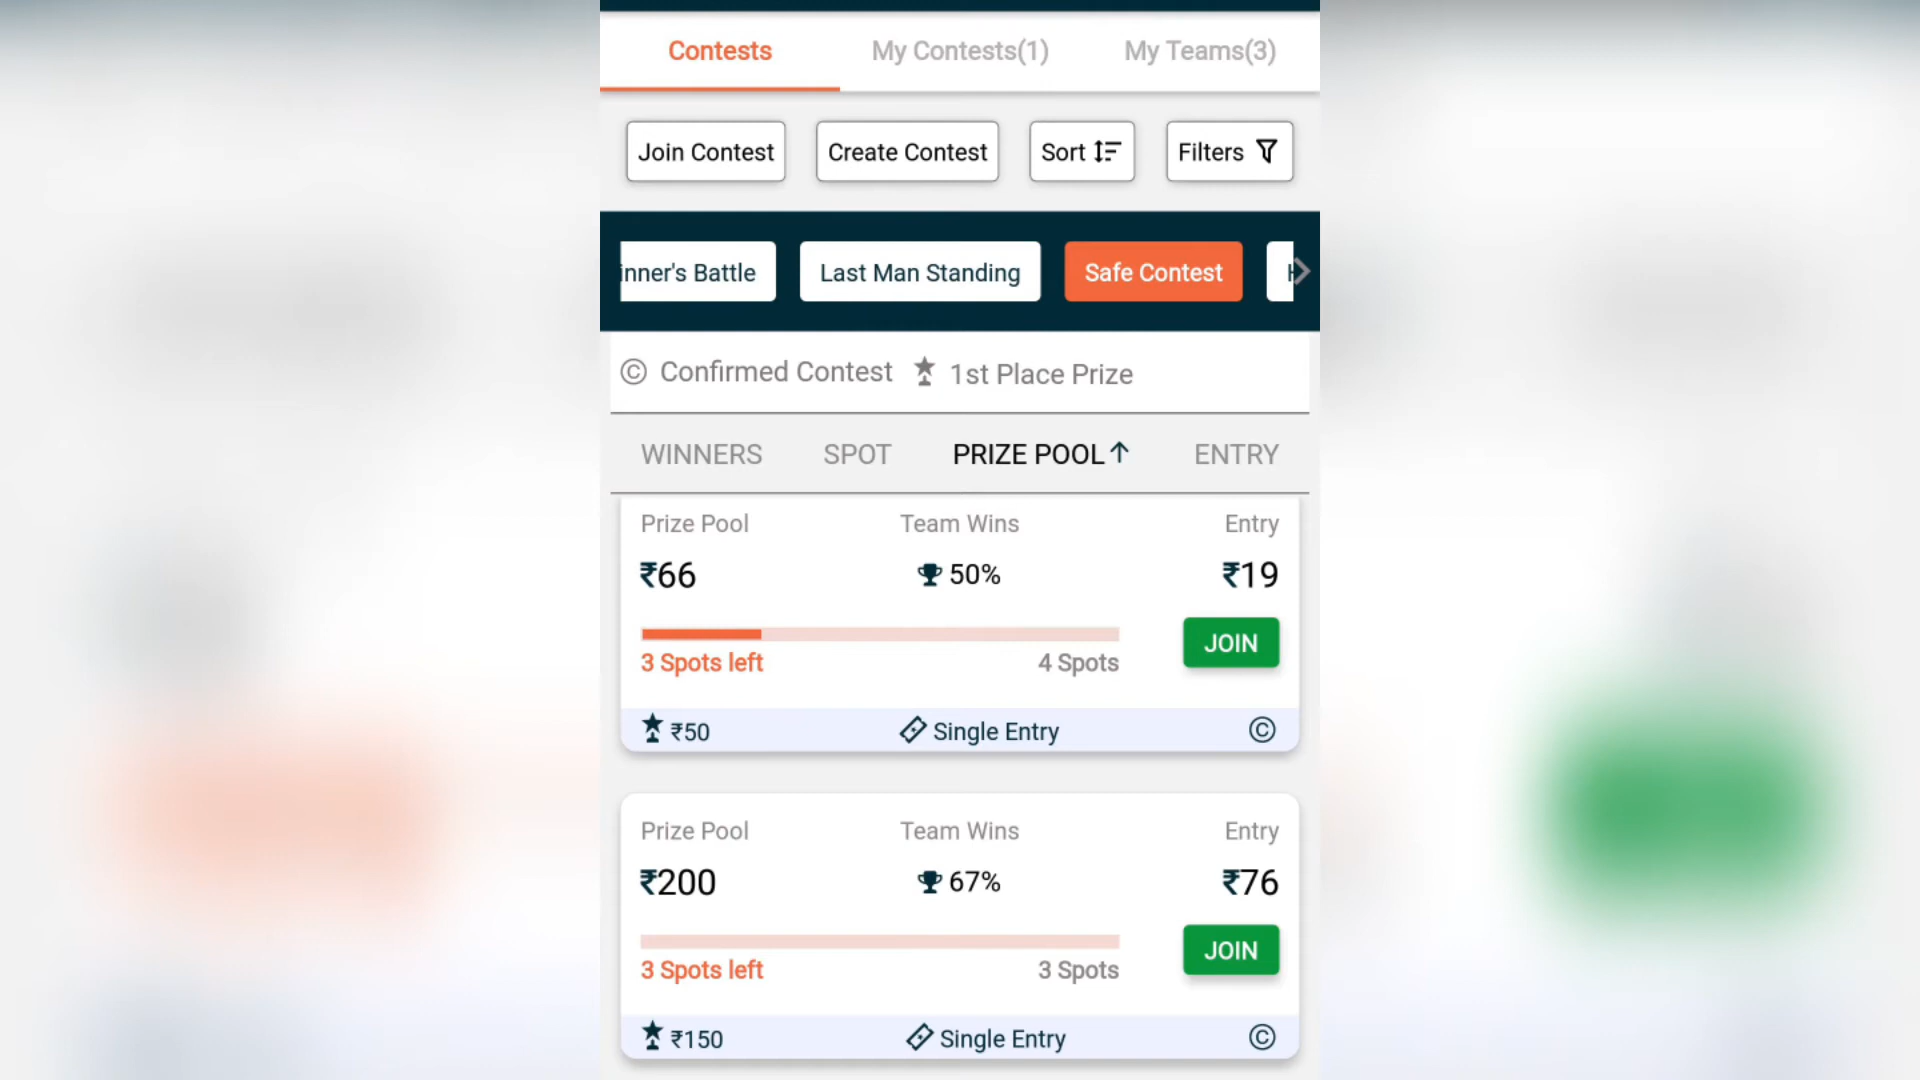 Contests My Contests(1) My Teams(3)
Join Contest Create Contest Sort Filters
inner's Battle Last Man Standing Safe Contest
© Confirmed Contest 1st Place Prize
WINNERS SPOT PRIZE POOL↑ ENTRY
Prize Pool Team Wins Entry
₹66 50% ₹19
JOIN
3 Spots left 4 Spots
₹50 Single Entry ©
Prize Pool Team Wins Entry
₹200 67% ₹76
JOIN
3 Spots left 3 Spots
₹150 Single Entry ©